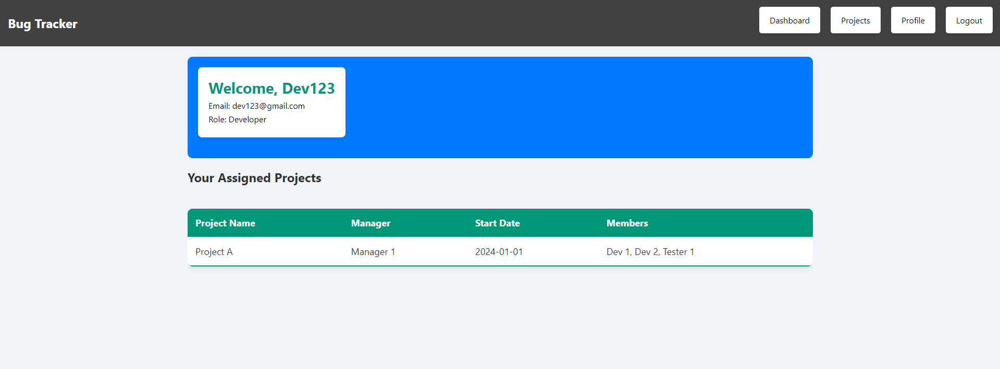 Bug Tracker
Dashboard Projects Profile Logout
Welcome, Dev123
Email: dev123@gmail.com
Role: Developer
Your Assigned Projects
Project Name Manager Start Date Members
Project A Manager 1 2024-01-01 Dev 1, Dev 2, Tester 1